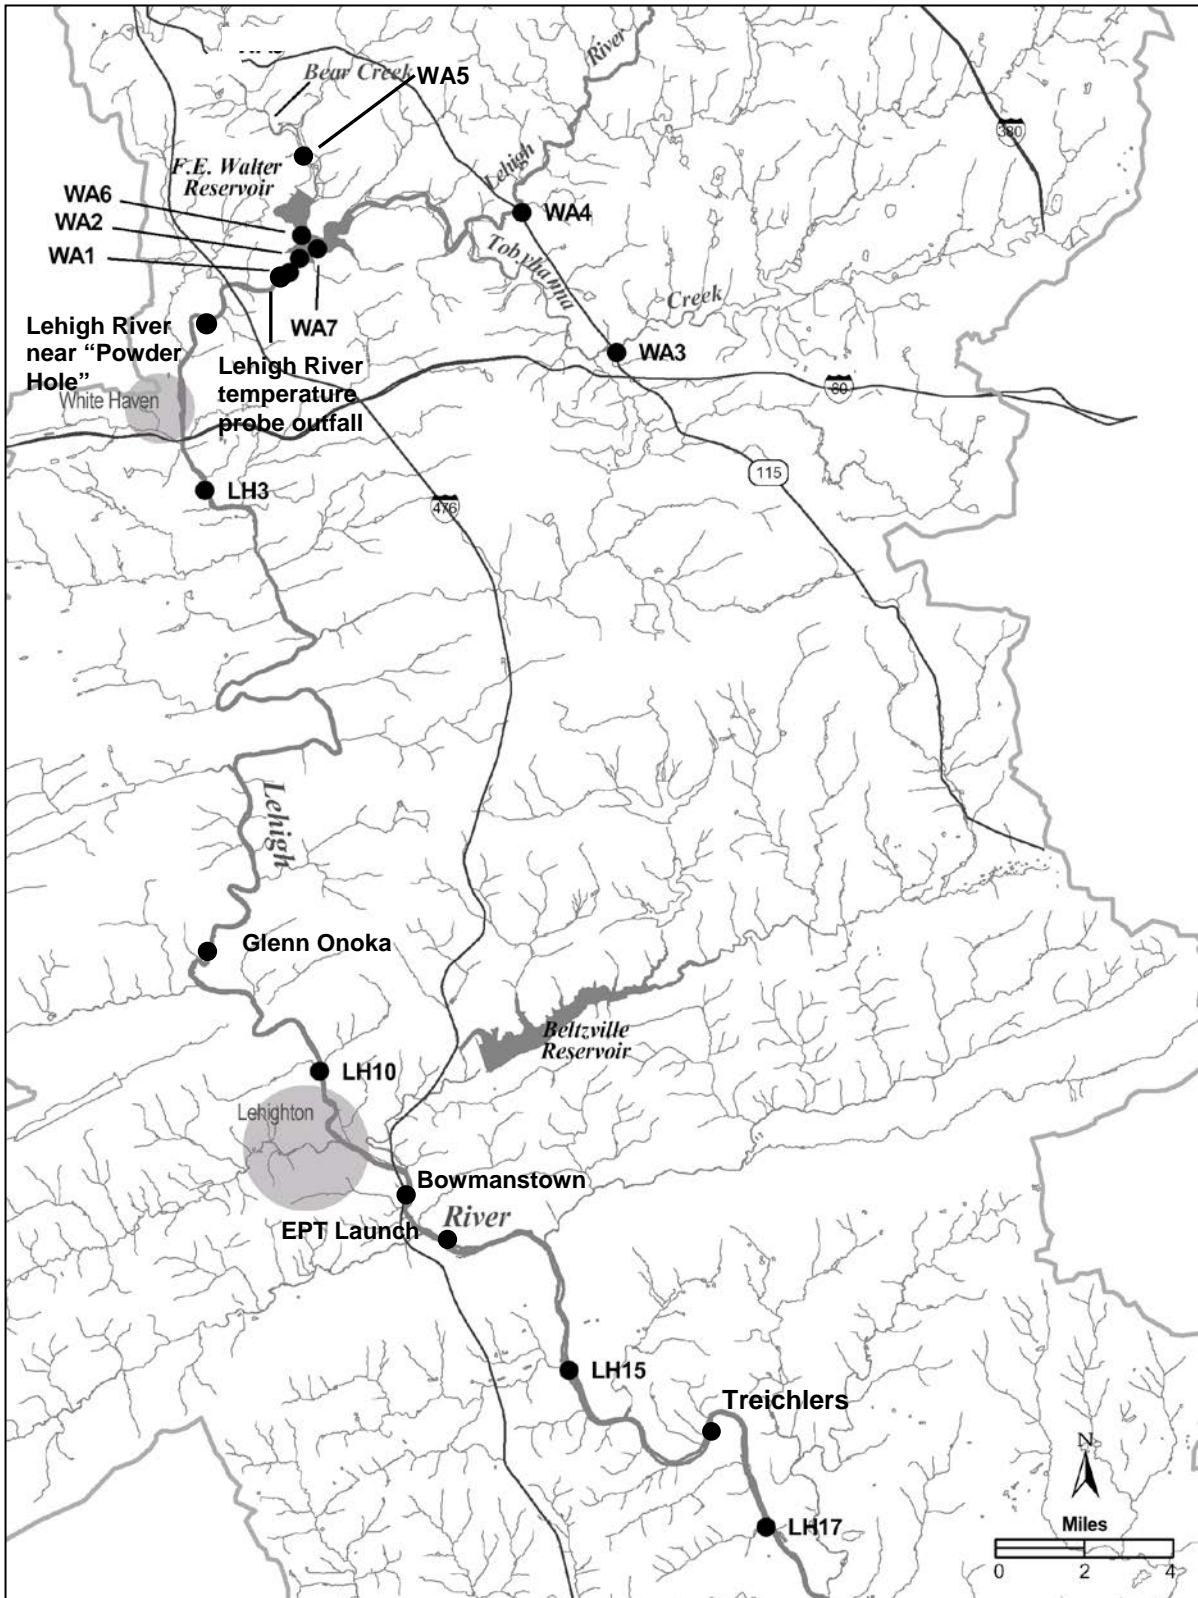 River
Bear Creek
WA5
380
F.E. Walter
Reservoir
Lehigh
WA6
WA2
WA1
WA4
Tobyhanna
Creek
WA7
WA3
Lehigh River
near “Powder
Hole”
White Haven
Lehigh River
temperature
probe outfall
80
LH3
115
476
Lehigh
Glenn Onoka
Beltzville
Reservoir
LH10
Lehighton
Bowmanstown
River
EPT Launch
LH15
Treichlers
N
LH17
Miles
0 2 4